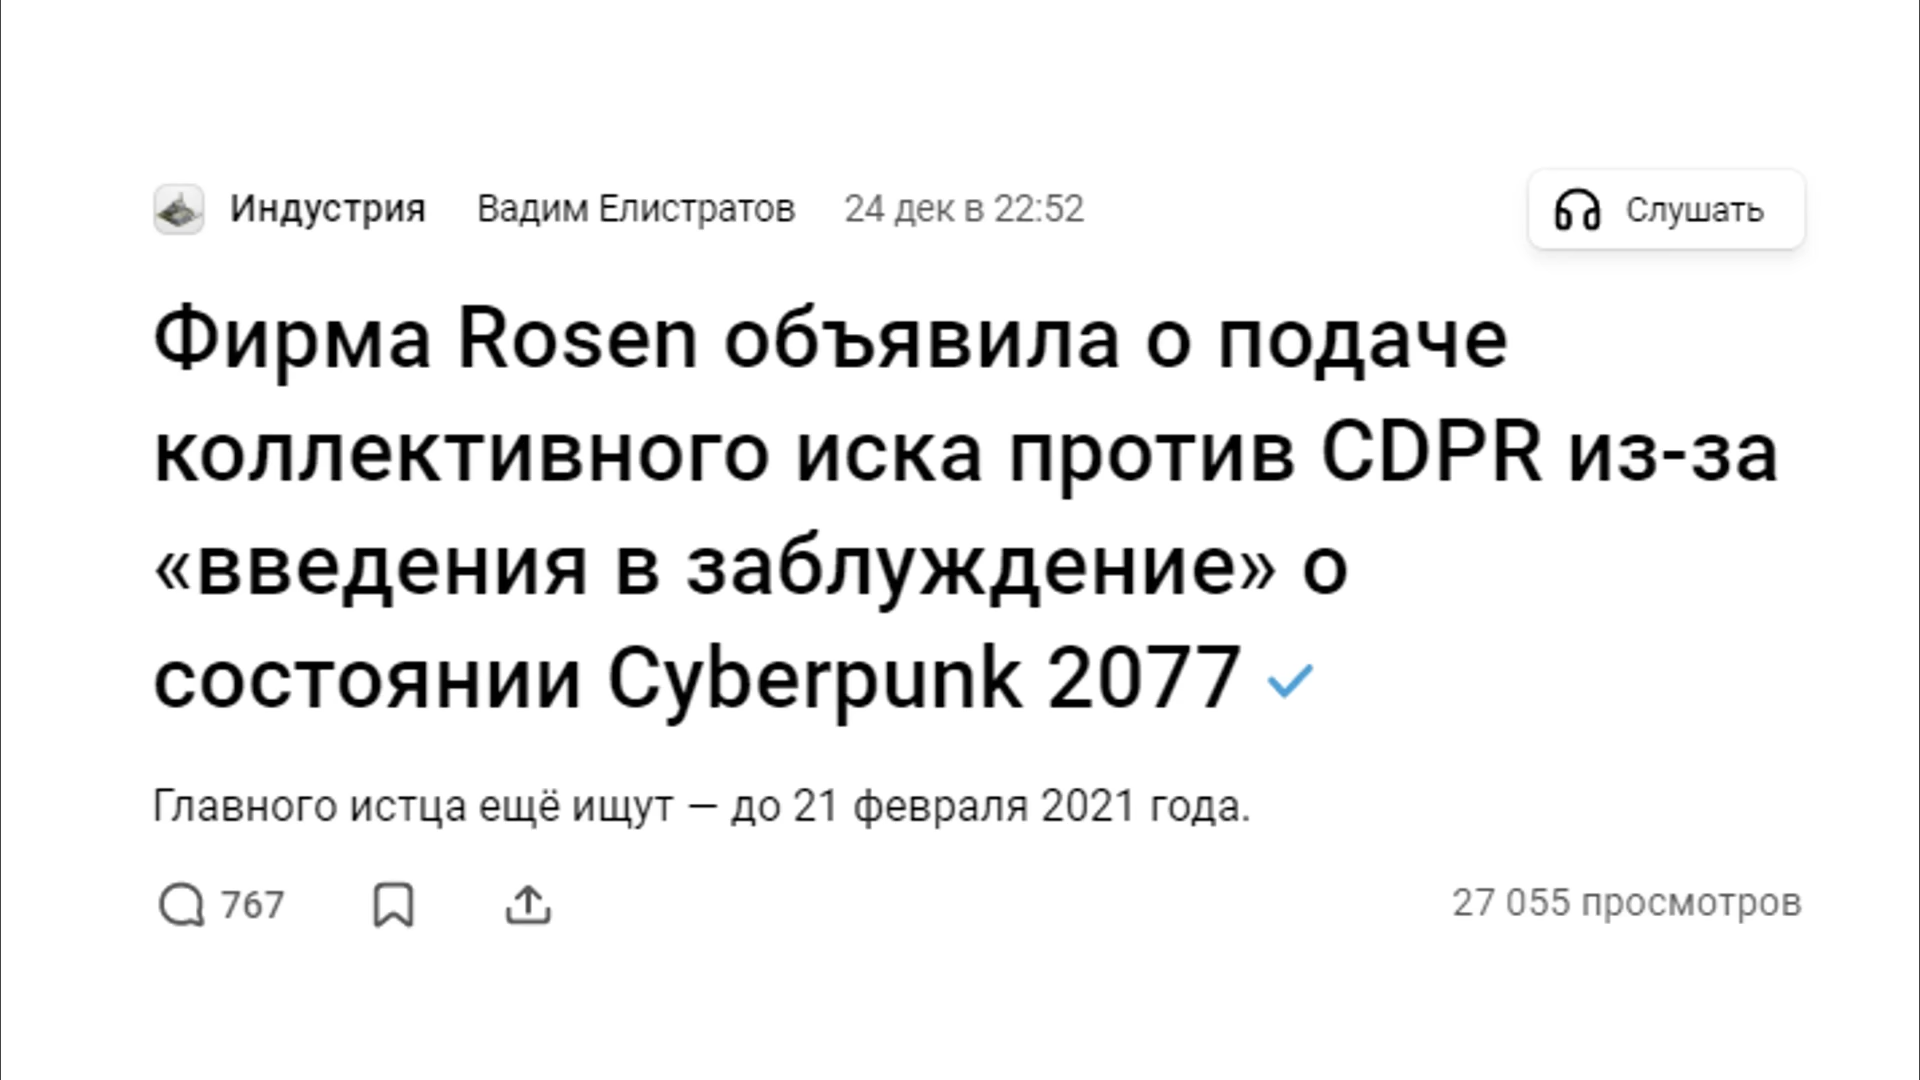 Индустрия Вадим Елистратов 24 дек в 22:52 Слушать
Фирма Rosen объявила о подаче
коллективного иска против CDPR из-за
«введения в заблуждение» о
состоянии Cyberpunk 2077
Главного истца ещё ищут — до 21 февраля 2021 года.
767 27 055 просмотров